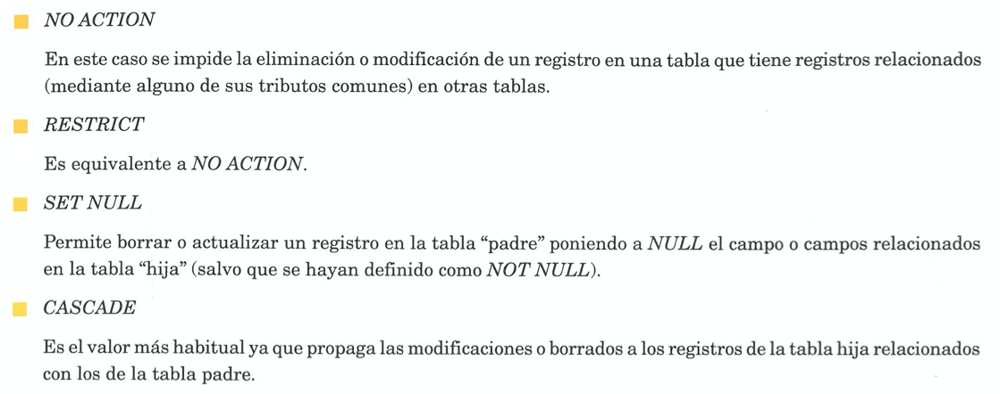 NO ACTION
En este caso se impide la eliminación o modificación de un registro en una tabla que tiene registros relacionados
(mediante alguno de sus tributos comunes) en otras tablas.
RESTRICT
Es equivalente a NO ACTION.
SET NULL
Permite borrar o actualizar un registro en la tabla “padre” poniendo a NULL el campo o campos relacionados
en la tabla “hija” (salvo que se hayan definido como NOT NULL).
CASCADE
Es el valor más habitual ya que propaga las modificaciones o borrados a los registros de la tabla hija relacionados
con los de la tabla padre.